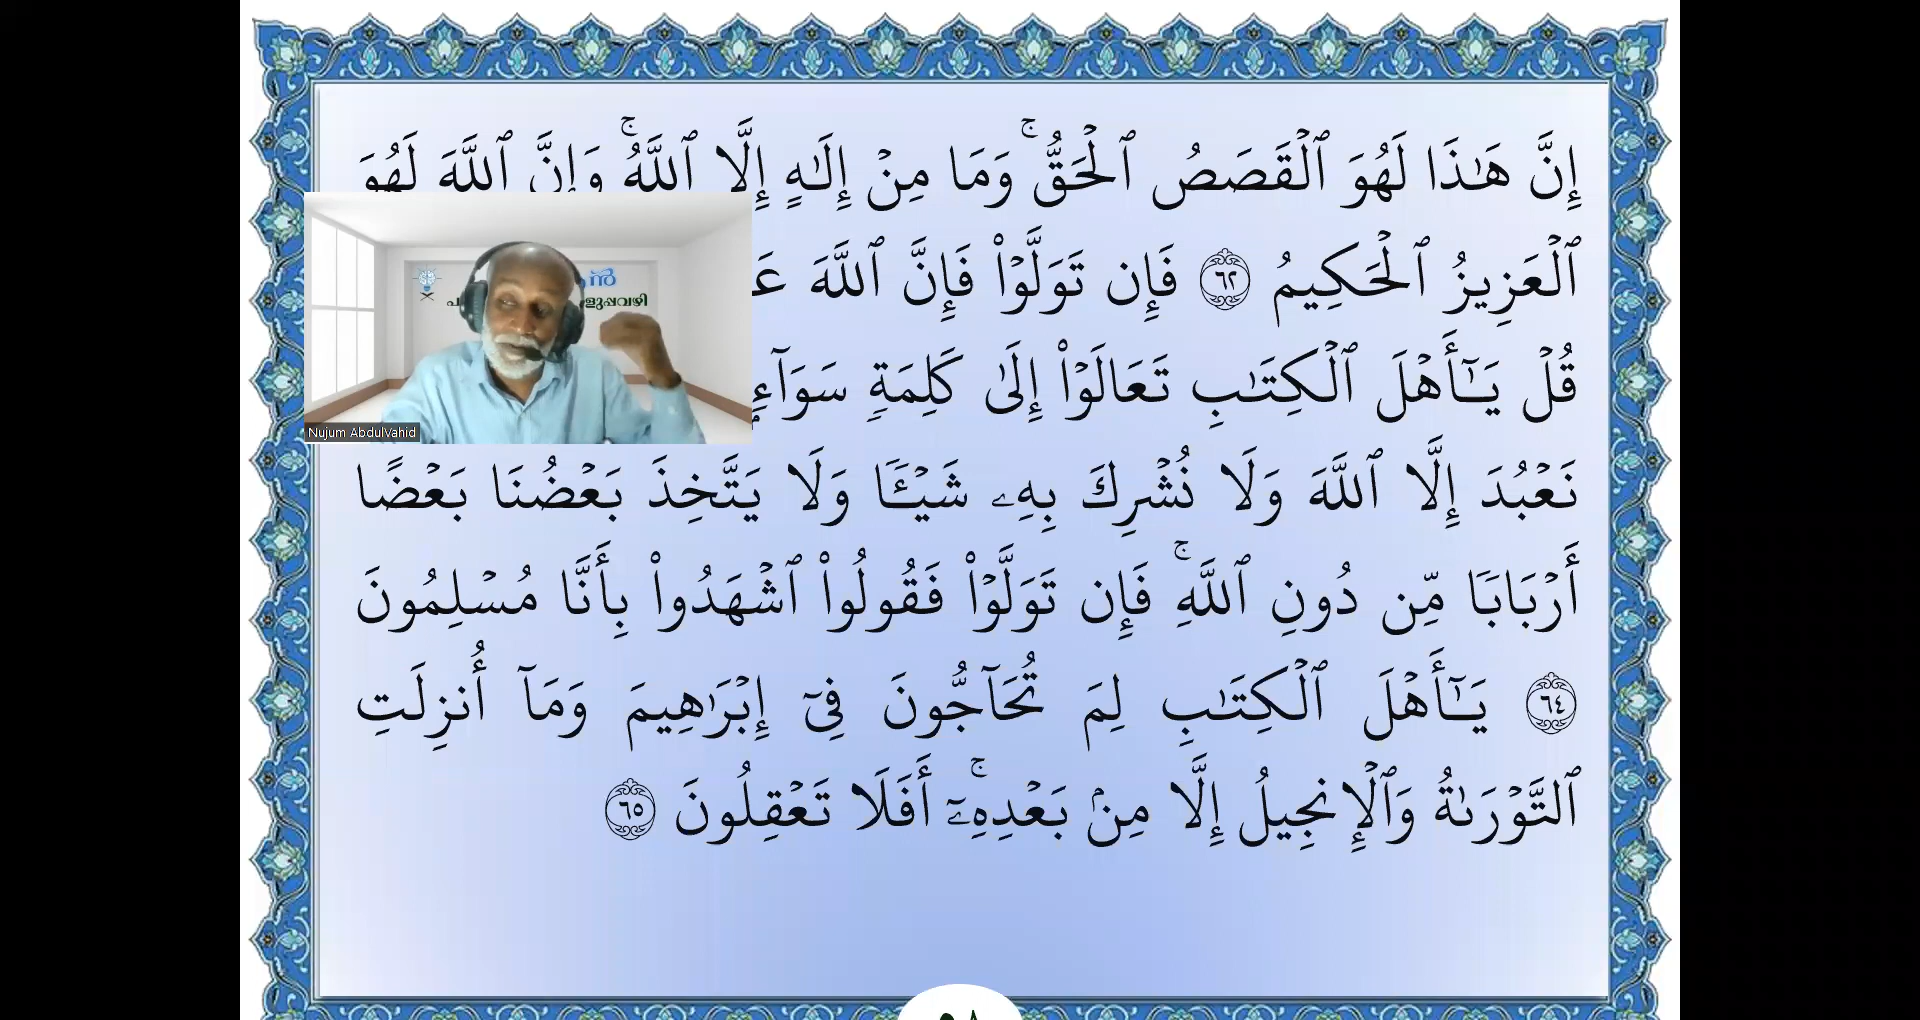 إِنَّ هَـٰذَا لَهُوَ ٱلْقَصَصُ ٱلْحَقُّ ۚ وَمَا مِنْ إِلَـٰهٍ إِلَّا ٱللَّهُ ۚ وَإِنَّ ٱللَّهَ لَهُوَ
ٱلْعَزِيزُ ٱلْحَكِيمُ ٦٢ فَإِن تَوَلَّوْا۟ فَإِنَّ ٱللَّهَ
قُلْ يَـٰٓأَهْلَ ٱلْكِتَـٰبِ تَعَالَوْا۟ إِلَىٰ كَلِمَةٍ سَوَآءٍۭ
نَعْبُدَ إِلَّا ٱللَّهَ وَلَا نُشْرِكَ بِهِۦ شَيْـًٔا وَلَا يَتَّخِذَ بَعْضُنَا بَعْضًا
أَرْبَابًا مِّن دُونِ ٱللَّهِ ۚ فَإِن تَوَلَّوْا۟ فَقُولُوا۟ ٱشْهَدُوا۟ بِأَنَّا مُسْلِمُونَ
٦٤ يَـٰٓأَهْلَ ٱلْكِتَـٰبِ لِمَ تُحَآجُّونَ فِىٓ إِبْرَٰهِيمَ وَمَآ أُنزِلَتِ
ٱلتَّوْرَىٰةُ وَٱلْإِنجِيلُ إِلَّا مِنۢ بَعْدِهِۦٓ ۚ أَفَلَا تَعْقِلُونَ ٦٥
Nujum AbdulVahid